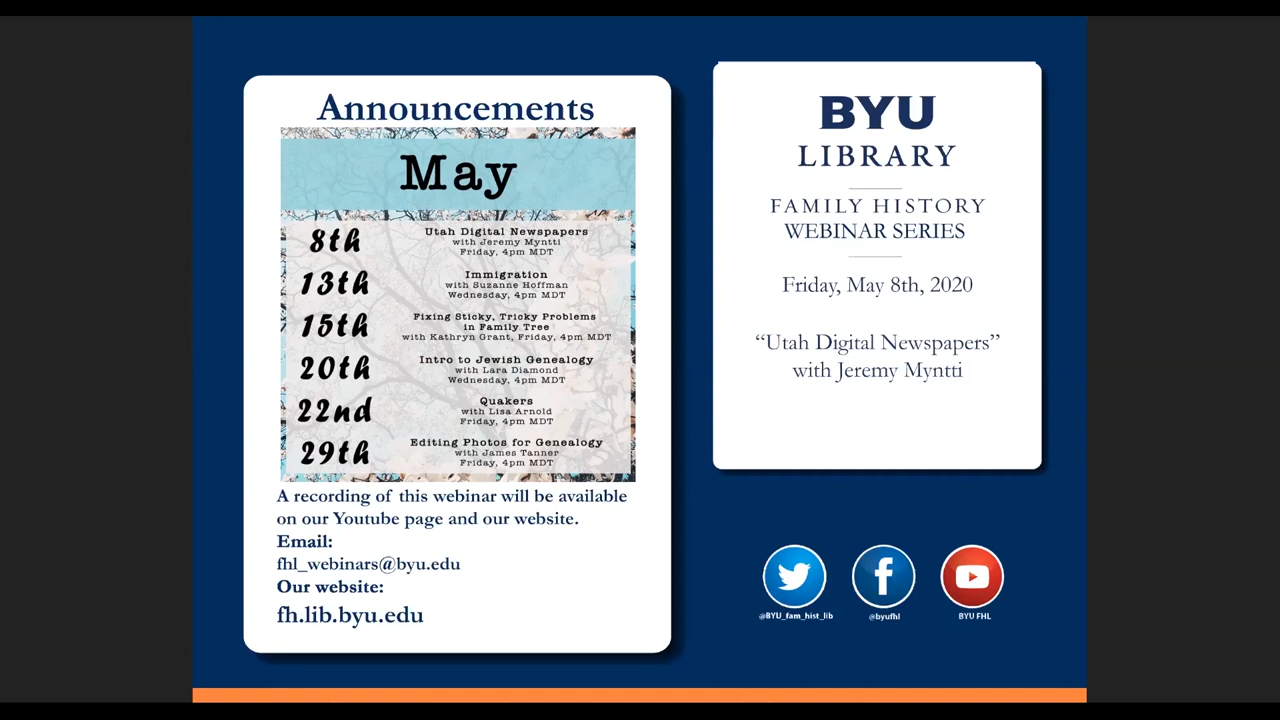 Announcements
May
8th
Utah Digital Newspapers
with Jeremy Myntti
Friday, 4pm MDT
13th
Immigration
with Suzanne Hoffman
Wednesday, 4pm MDT
15th
Fixing Sticky, Tricky Problems
in Family Tree
with Kathryn Grant, Friday, 4pm MDT
20th
Intro to Jewish Genealogy
with Lara Diamond
Wednesday, 4pm MDT
22nd
Quakers
with Lisa Arnold
Friday, 4pm MDT
29th
Editing Photos for Genealogy
with James Tanner
Friday, 4pm MDT
A recording of this webinar will be available
on our Youtube page and our website.
Email:
fhl_webinars@byu.edu
Our website:
fh.lib.byu.edu
BYU
LIBRARY
FAMILY HISTORY
WEBINAR SERIES
Friday, May 8th, 2020
“Utah Digital Newspapers”
with Jeremy Myntti
@BYU_fam_hist_lib
@byufhl
BYU FHL